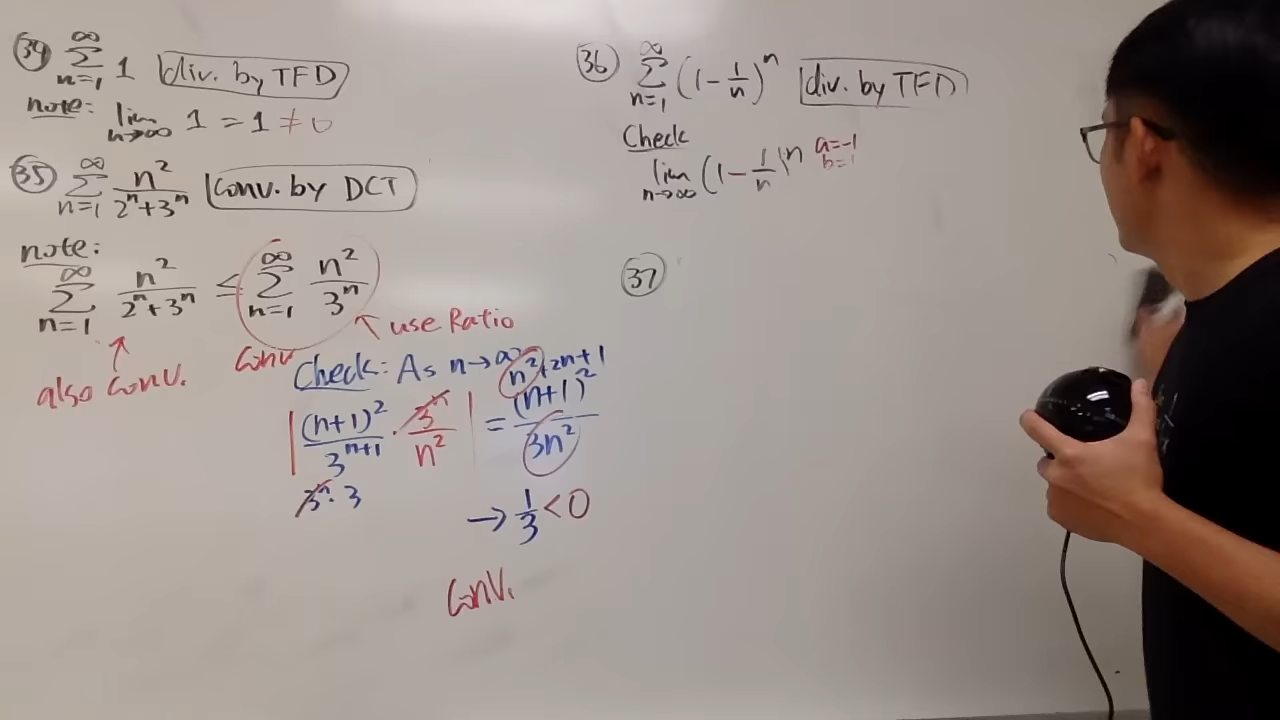 34 ∞ Σ n=1 1 div. by TFD
note: lim n→∞ 1 = 1 ≠ 0
35 ∞ Σ n=1 n² / 2ⁿ+3ⁿ Conv. by DCT
note:
∞ Σ n=1 n² / 2ⁿ+3ⁿ ≤ ∞ Σ n=1 n² / 3ⁿ
↑ also Conv.
Conv
↖ use Ratio
Check: As n→∞
n²+2n+1
| (n+1)² / 3ⁿ⁺¹ · 3ⁿ / n² | = (n+1)² / 3n²
3ⁿ · 3
→ 1/3 < 0
Conv.
36 ∞ Σ n=1 (1 - 1/n)ⁿ div. by TFD
Check
lim n→∞ (1 - 1/n)ⁿ a=-1
b=1
37